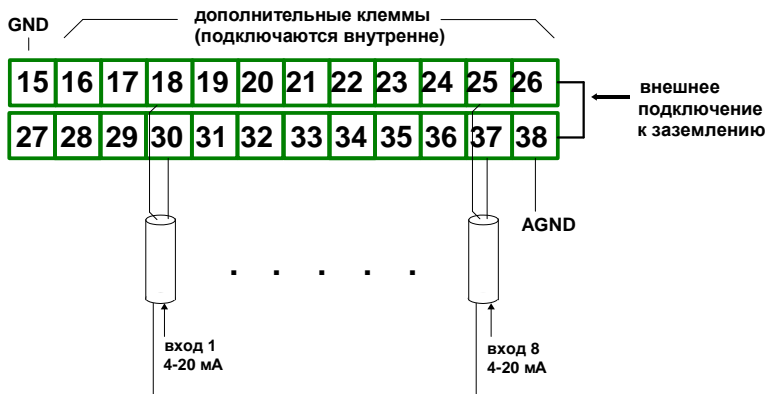 дополнительные клеммы
(подключаются внутренне)
GND
15 16 17 18 19 20 21 22 23 24 25 26
27 28 29 30 31 32 33 34 35 36 37 38
внешнее
подключение
к заземлению
AGND
вход 1
4-20 мА
вход 8
4-20 мА